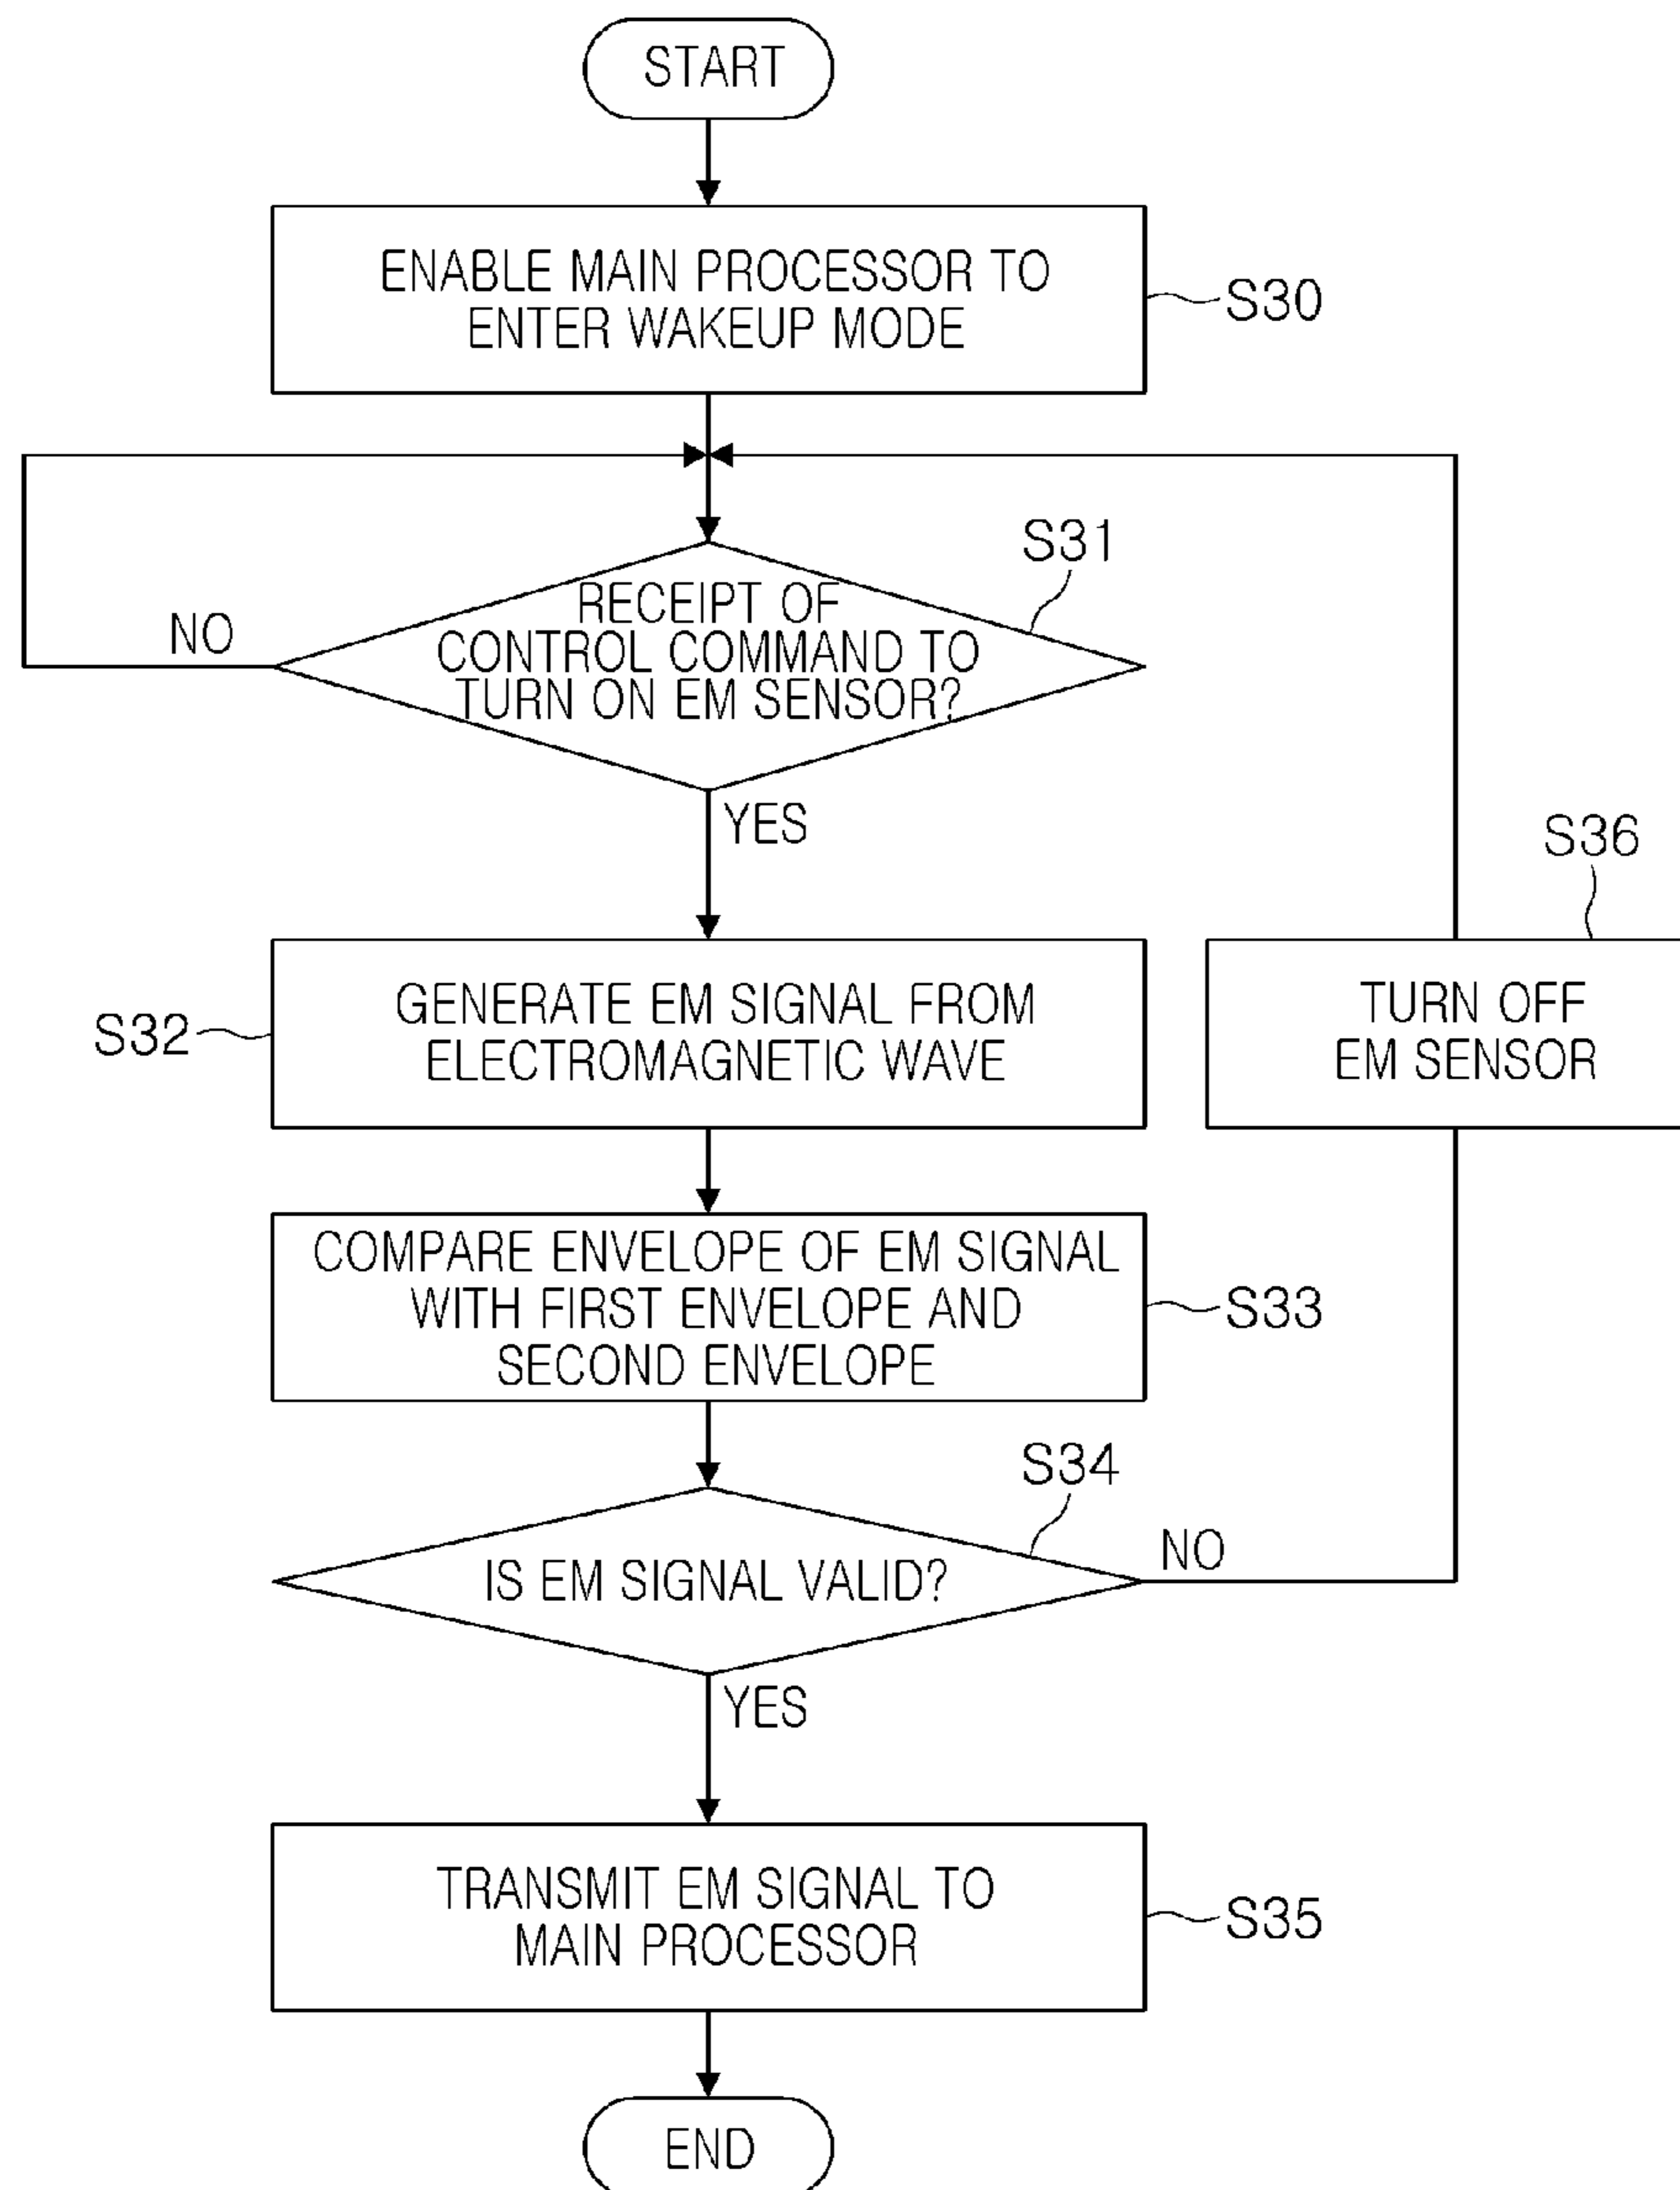 START
ENABLE MAIN PROCESSOR TO
ENTER WAKEUP MODE
S30
S31
RECEIPT OF
CONTROL COMMAND TO
TURN ON EM SENSOR?
NO
YES
S36
S32
GENERATE EM SIGNAL FROM
ELECTROMAGNETIC WAVE
TURN OFF
EM SENSOR
COMPARE ENVELOPE OF EM SIGNAL
WITH FIRST ENVELOPE AND
SECOND ENVELOPE
S33
S34
IS EM SIGNAL VALID?
NO
YES
TRANSMIT EM SIGNAL TO
MAIN PROCESSOR
S35
END